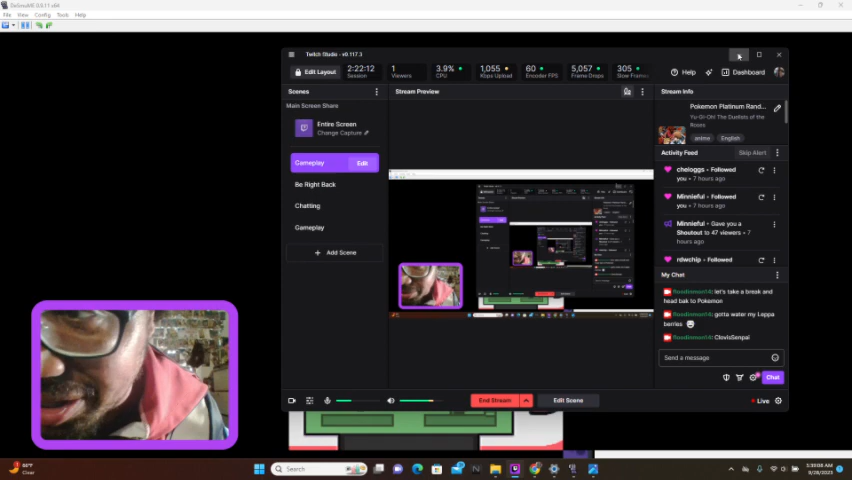 DeSmuME 0.9.11 x64
File View Config Tools Help
Twitch Studio - v0.117.3
Edit Layout
2:22:12
Session
1
Viewers
3.9%
CPU
1,055
Kbps Upload
60
Encoder FPS
5,057
Frame Drops
305
Slow Frames
Help
Dashboard
Scenes
Stream Preview
Stream Info
Main Screen Share
Entire Screen
Change Capture
Gameplay
Edit
Be Right Back
Chatting
Gameplay
Add Scene
Pokemon Platinum Rand...
Yu-Gi-Oh! The Duelists of the
Roses
anime English
Activity Feed
Skip Alert
cheloggs • Followed
you • 7 hours ago
Minnieful • Followed
you • 7 hours ago
Minnieful • Gave you a
Shoutout to 47 viewers • 7
hours ago
rdwchip • Followed
My Chat
let's take a break and
head bak to Pokemon
gotta water my Leppa
berries
ClovisSenpai
Send a message
Chat
End Stream
Edit Scene
Live
86°F
Clear
Search
5:30:08 AM
9/28/2023